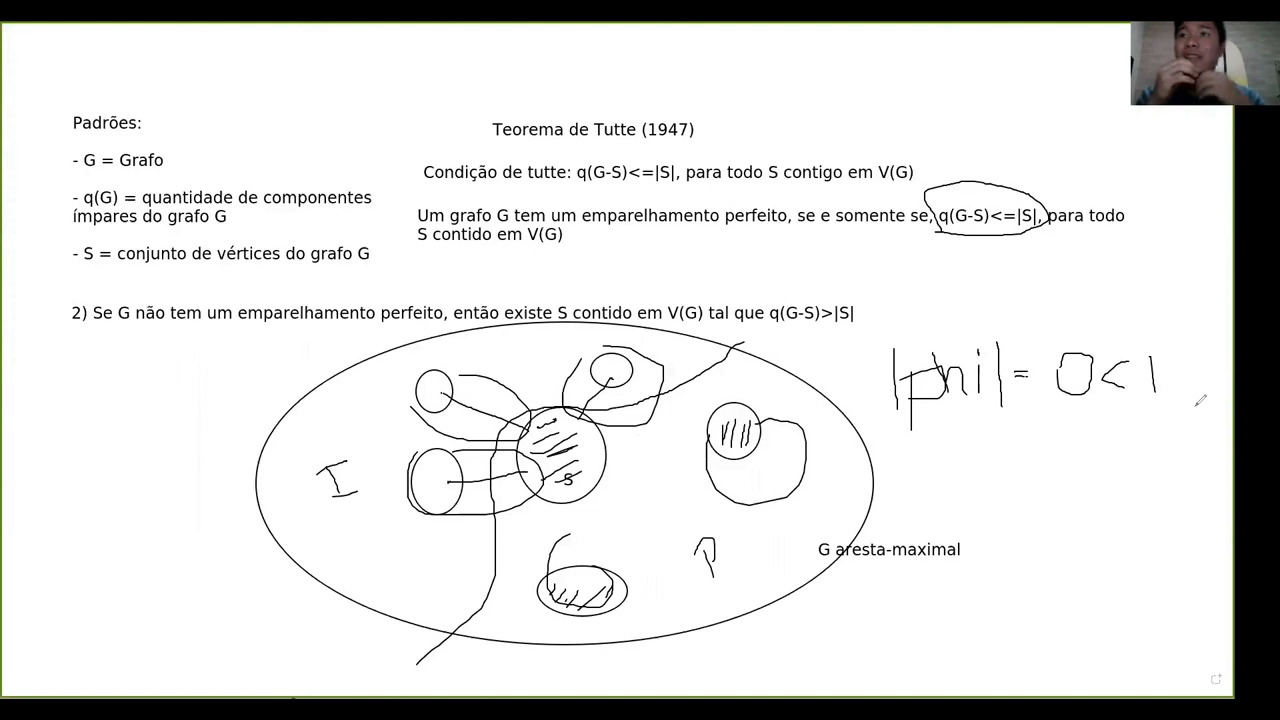 Padrões:
- G = Grafo
- q(G) = quantidade de componentes
ímpares do grafo G
- S = conjunto de vértices do grafo G
Teorema de Tutte (1947)
Condição de tutte: q(G-S)<=|S|, para todo S contigo em V(G)
Um grafo G tem um emparelhamento perfeito, se e somente se, q(G-S)<=|S|, para todo
S contido em V(G)
2) Se G não tem um emparelhamento perfeito, então existe S contido em V(G) tal que q(G-S)>|S|
|phi| = 0 < 1
I
S
P
G aresta-maximal